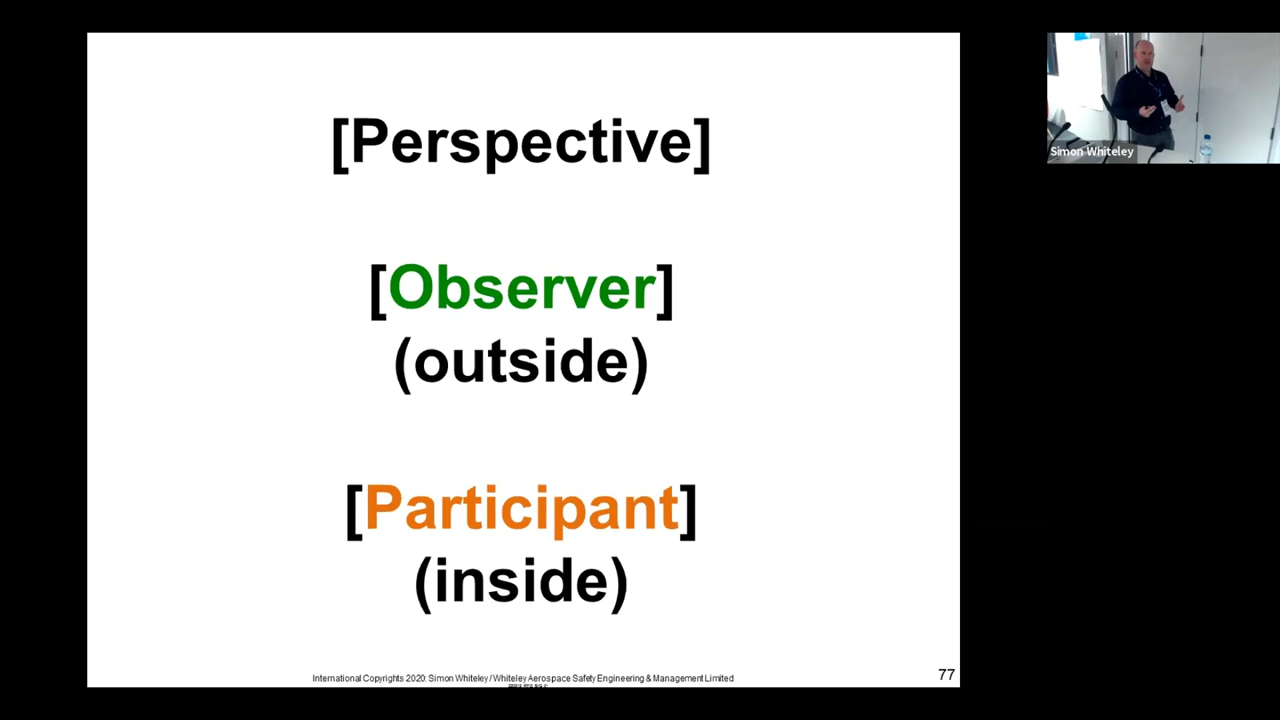 [Perspective]
[Observer]
(outside)
[Participant]
(inside)
International Copyrights 2020: Simon Whiteley / Whiteley Aerospace Safety Engineering & Management Limited
77
Simon Whiteley